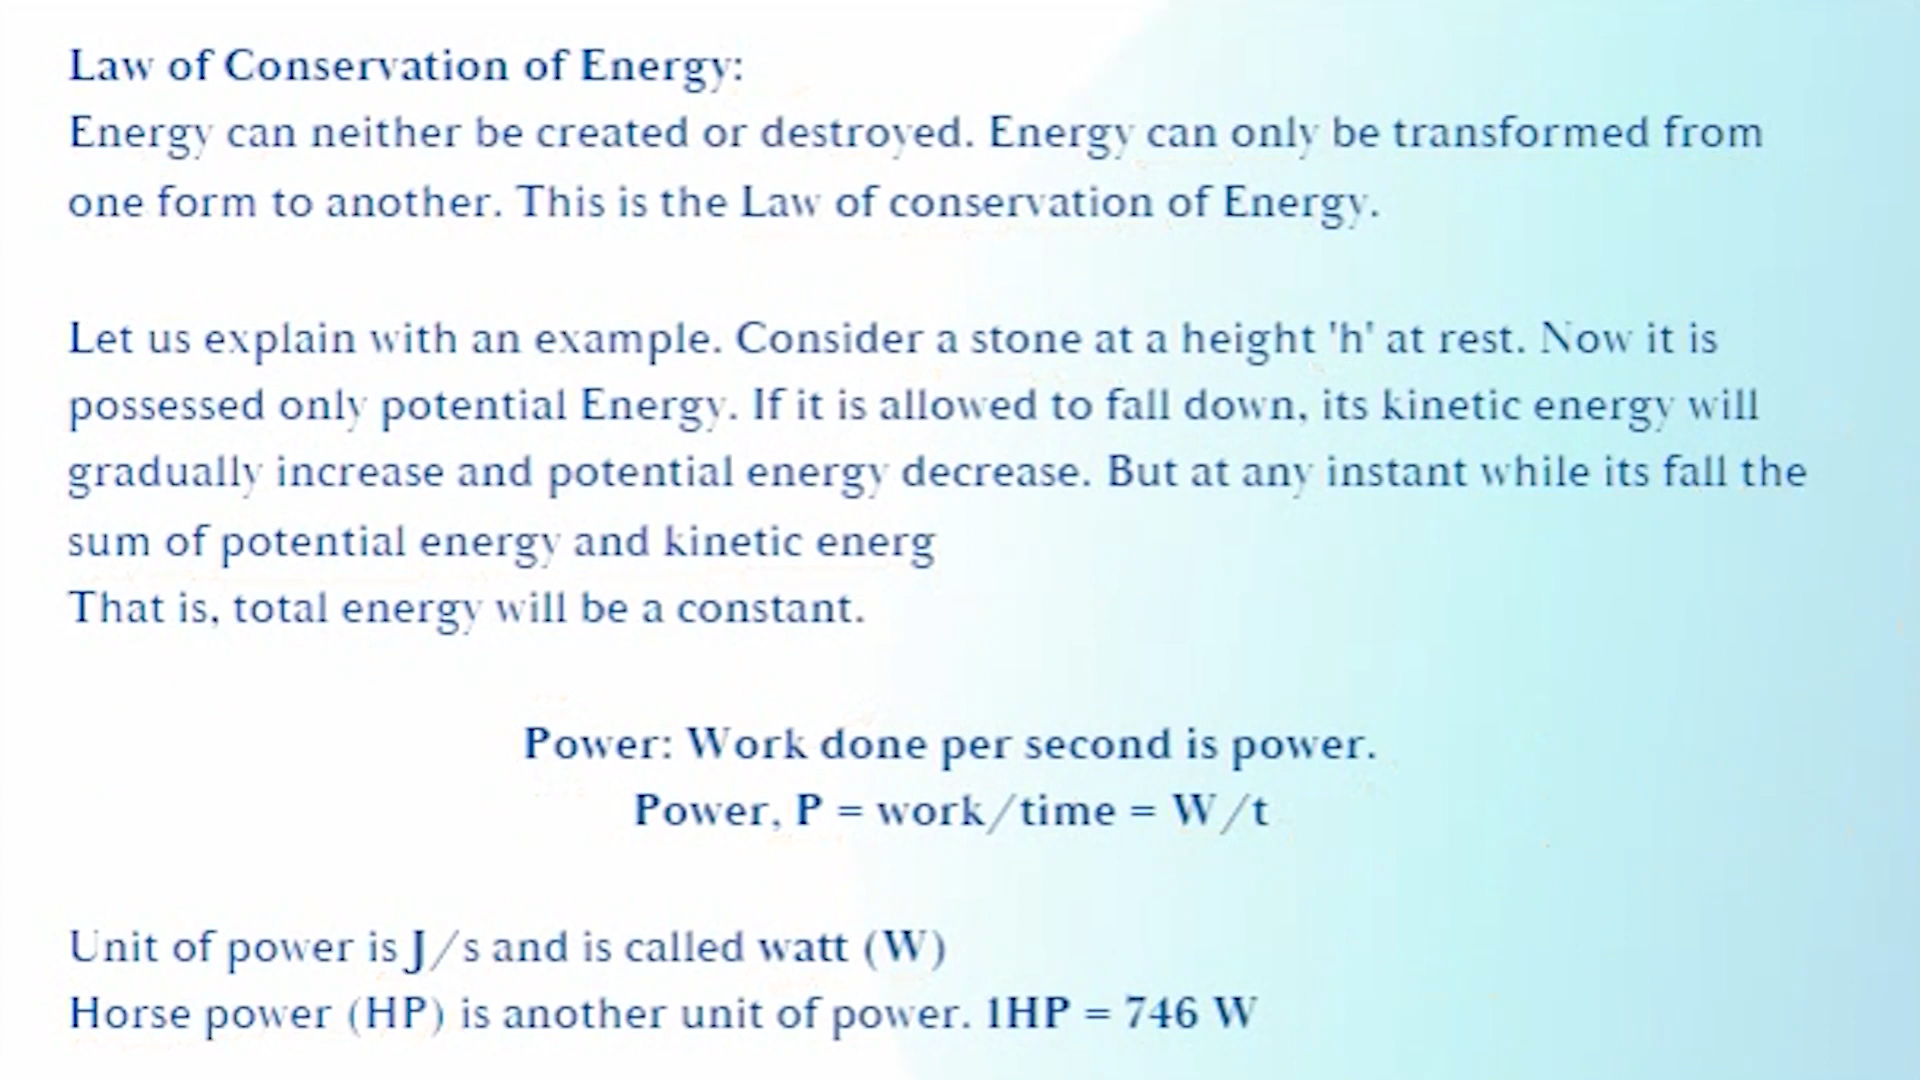 Law of Conservation of Energy:
Energy can neither be created or destroyed. Energy can only be transformed from
one form to another. This is the Law of conservation of Energy.
Let us explain with an example. Consider a stone at a height 'h' at rest. Now it is
possessed only potential Energy. If it is allowed to fall down, its kinetic energy will
gradually increase and potential energy decrease. But at any instant while its fall the
sum of potential energy and kinetic energ
That is, total energy will be a constant.
Power: Work done per second is power.
Power, P = work/time = W/t
Unit of power is J/s and is called watt (W)
Horse power (HP) is another unit of power. 1HP = 746 W